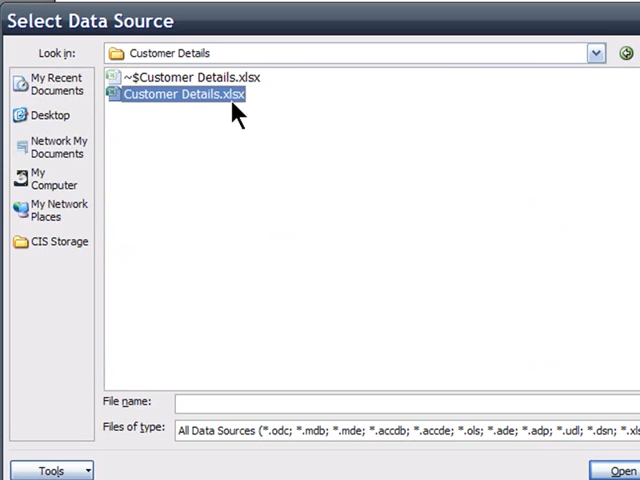 Select Data Source
Look in:
Customer Details
My Recent
Documents
Desktop
Network My
Documents
My
Computer
My Network
Places
CIS Storage
~$Customer Details.xlsx
Customer Details.xlsx
File name:
Files of type:
All Data Sources (*.odc; *.mdb; *.mde; *.accdb; *.accde; *.ols; *.ade; *.adp; *.udl; *.dsn; *.xls
Tools
Open